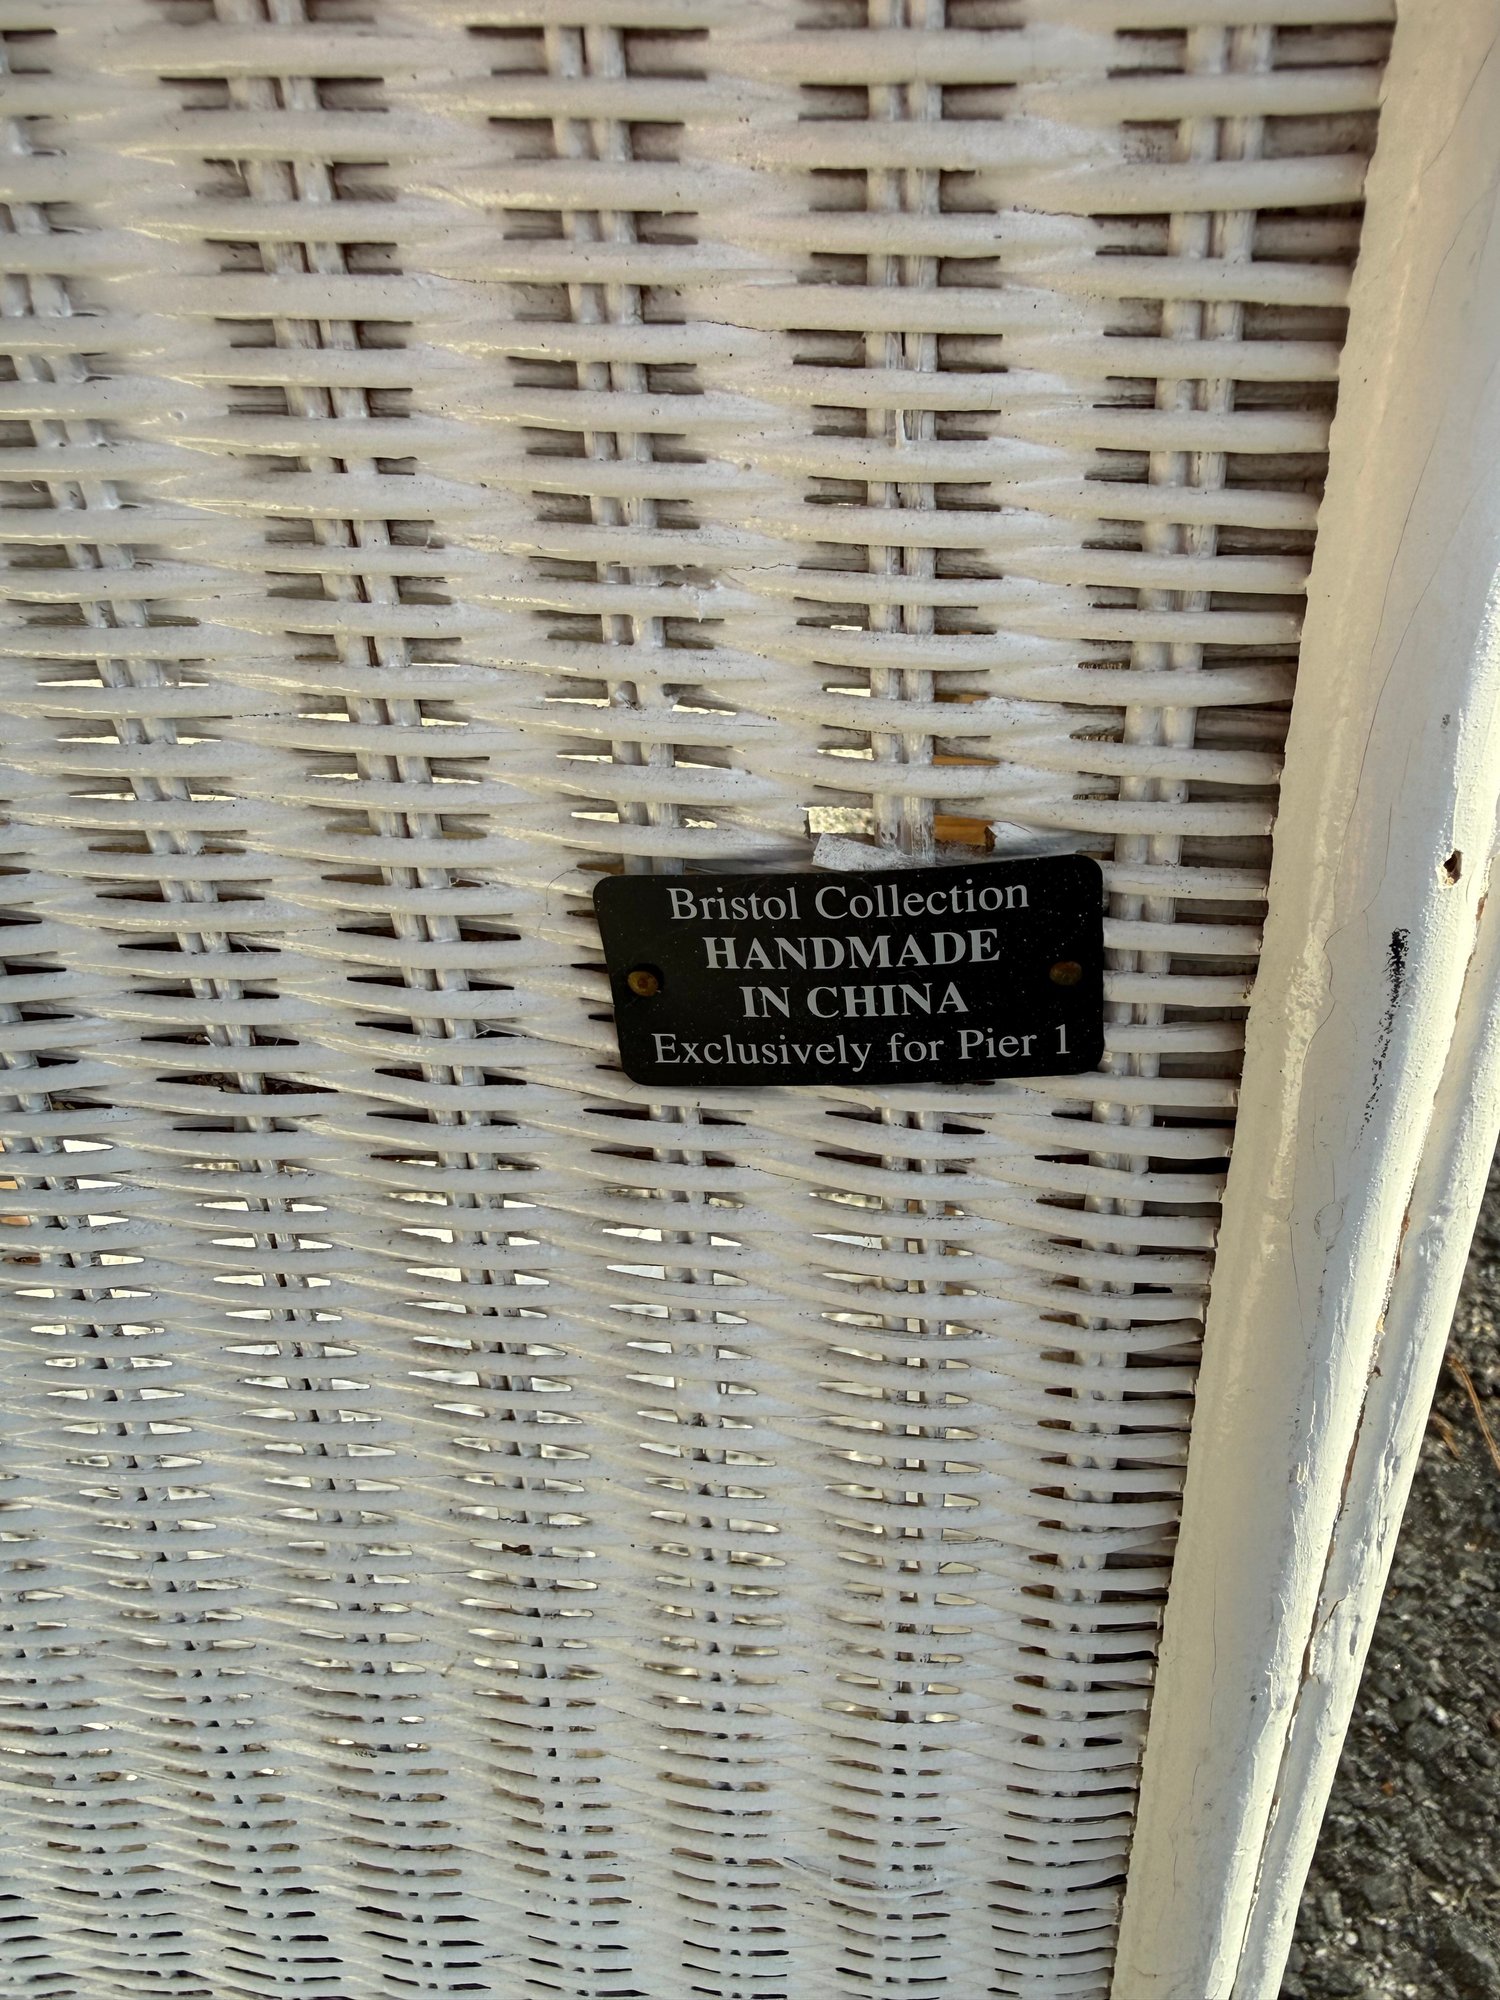 Bristol Collection
HANDMADE
IN CHINA
Exclusively for Pier 1